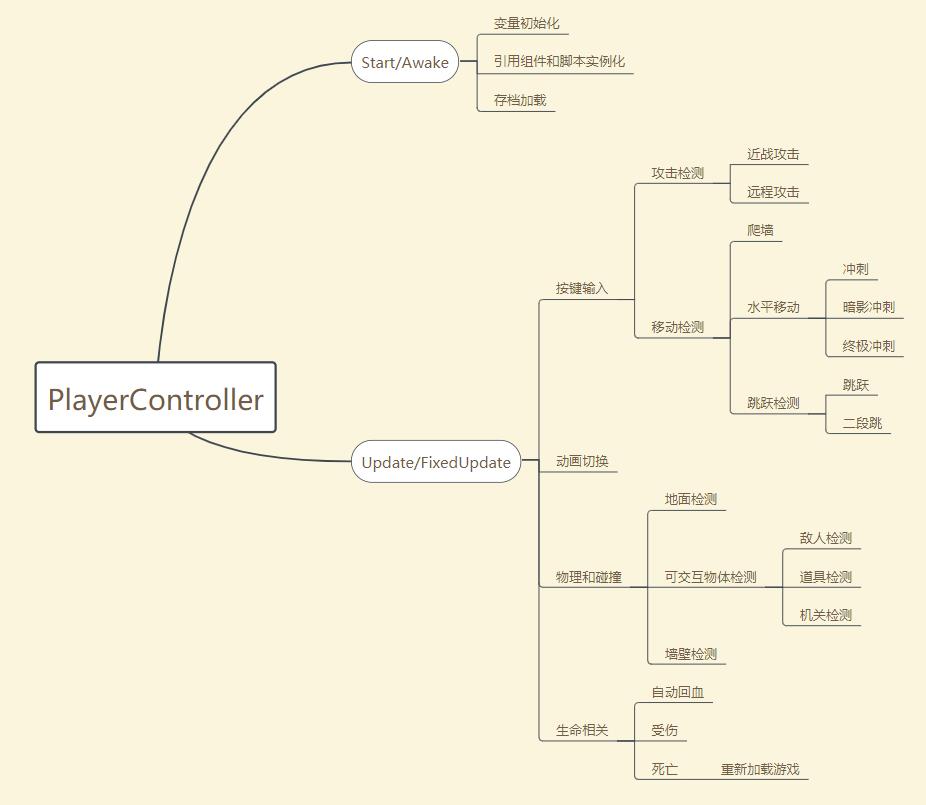 PlayerController
Start/Awake
变量初始化
引用组件和脚本实例化
存档加载
Update/FixedUpdate
按键输入
攻击检测
近战攻击
远程攻击
移动检测
爬墙
水平移动
冲刺
暗影冲刺
终极冲刺
跳跃检测
跳跃
二段跳
动画切换
物理和碰撞
地面检测
可交互物体检测
敌人检测
道具检测
机关检测
墙壁检测
生命相关
自动回血
受伤
死亡
重新加载游戏